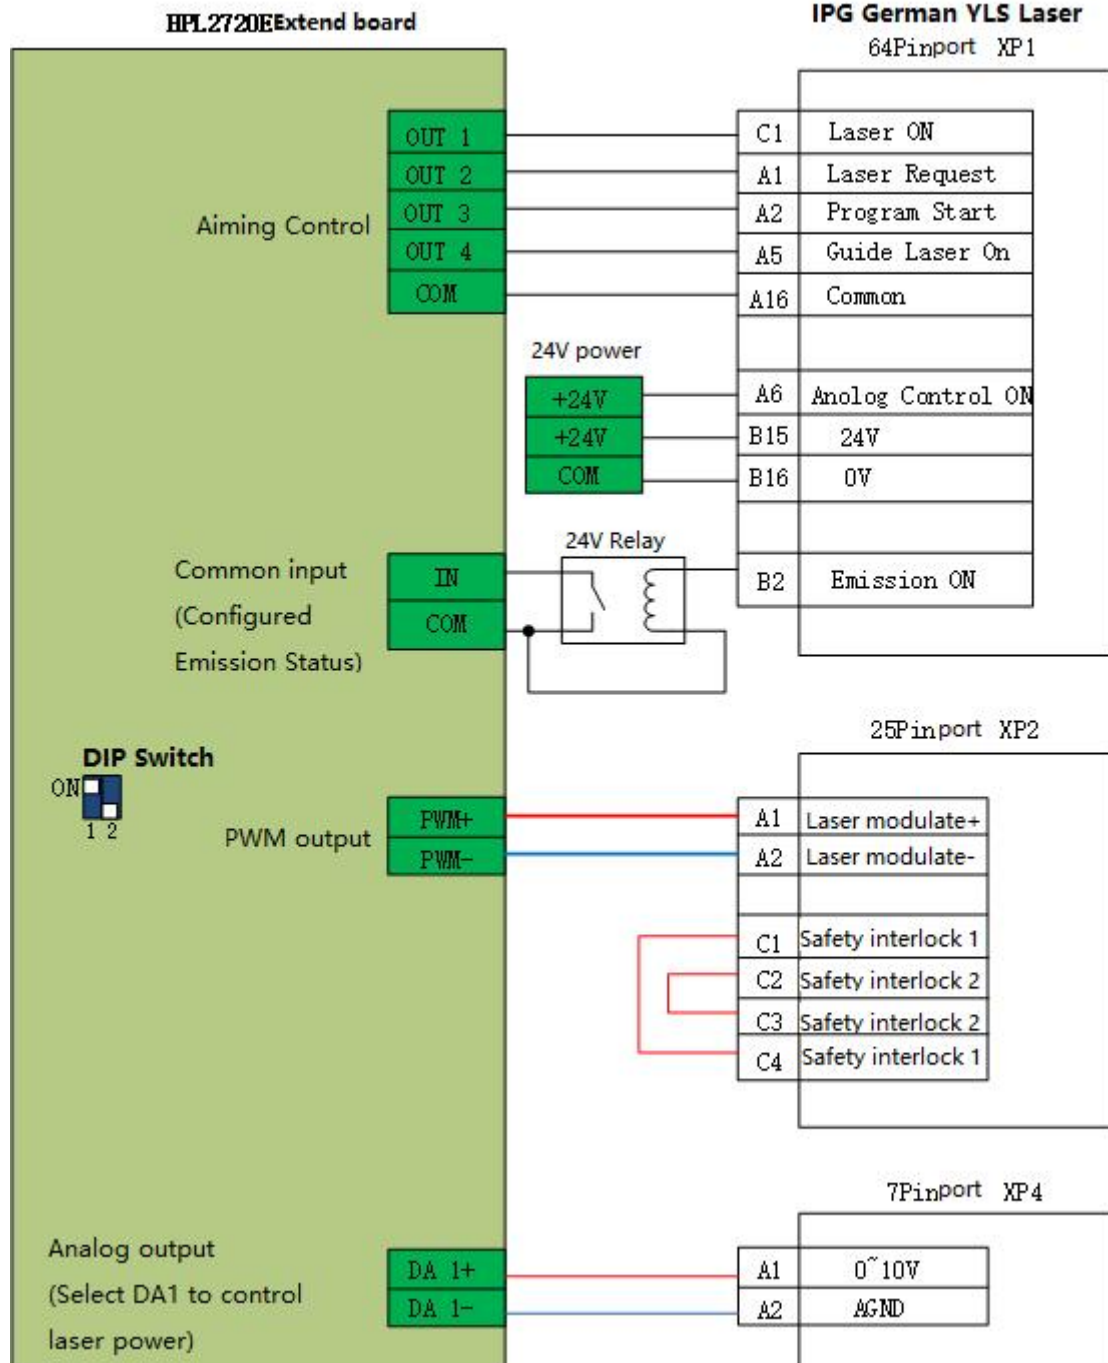 HPL2720EExtend board
IPG German YLS Laser
64Pinport XP1
OUT 1
C1 Laser ON
OUT 2
A1 Laser Request
Aiming Control
OUT 3
A2 Program Start
OUT 4
A5 Guide Laser On
COM
A16 Common
24V power
+24V
A6 Anolog Control ON
+24V
B15 24V
COM
B16 0V
24V Relay
Common input
(Configured
Emission Status)
IN
COM
B2 Emission ON
25Pinport XP2
DIP Switch
ON
1 2
PWM output
PWM+
A1 Laser modulate+
PWM-
A2 Laser modulate-
C1 Safety interlock 1
C2 Safety interlock 2
C3 Safety interlock 2
C4 Safety interlock 1
7Pinport XP4
Analog output
(Select DA1 to control
laser power)
DA 1+
A1 0~10V
DA 1-
A2 AGND